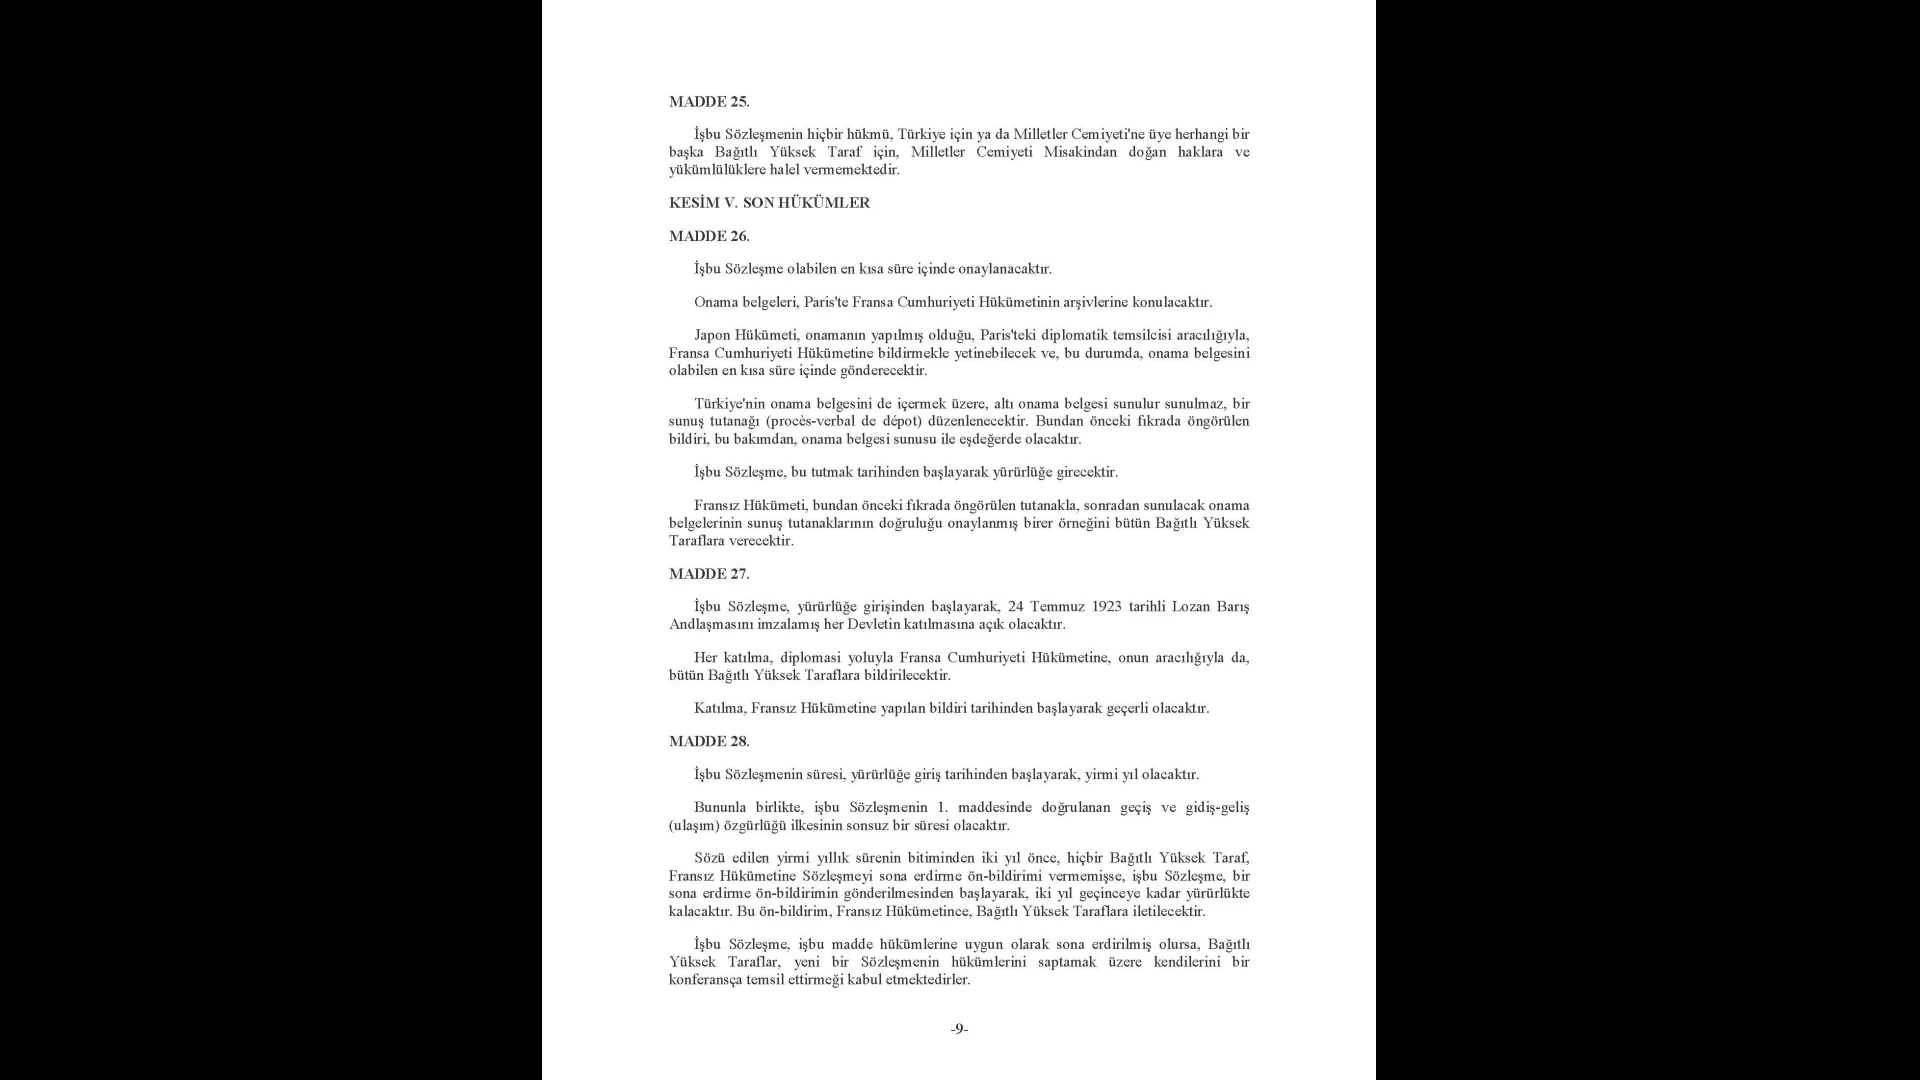 MADDE 25.
İşbu Sözleşmenin hiçbir hükmü, Türkiye için ya da Milletler Cemiyeti'ne üye herhangi bir
başka Bağıtlı Yüksek Taraf için, Milletler Cemiyeti Misakindan doğan haklara ve
yükümlülüklere halel vermemektedir.
KESİM V. SON HÜKÜMLER
MADDE 26.
İşbu Sözleşme olabilen en kısa süre içinde onaylanacaktır.
Onama belgeleri, Paris'te Fransa Cumhuriyeti Hükümetinin arşivlerine konulacaktır.
Japon Hükümeti, onamanın yapılmış olduğu, Paris'teki diplomatik temsilcisi aracılığıyla,
Fransa Cumhuriyeti Hükümetine bildirmekle yetinebilecek ve, bu durumda, onama belgesini
olabilen en kısa süre içinde gönderecektir.
Türkiye'nin onama belgesini de içermek üzere, altı onama belgesi sunulur sunulmaz, bir
sunuş tutanağı (procès-verbal de dépot) düzenlenecektir. Bundan önceki fıkrada öngörülen
bildiri, bu bakımdan, onama belgesi sunusu ile eşdeğerde olacaktır.
İşbu Sözleşme, bu tutmak tarihinden başlayarak yürürlüğe girecektir.
Fransız Hükümeti, bundan önceki fıkrada öngörülen tutanakla, sonradan sunulacak onama
belgelerinin sunuş tutanaklarının doğruluğu onaylanmış birer örneğini bütün Bağıtlı Yüksek
Taraflara verecektir.
MADDE 27.
İşbu Sözleşme, yürürlüğe girişinden başlayarak, 24 Temmuz 1923 tarihli Lozan Barış
Andlaşmasını imzalamış her Devletin katılmasına açık olacaktır.
Her katılma, diplomasi yoluyla Fransa Cumhuriyeti Hükümetine, onun aracılığıyla da,
bütün Bağıtlı Yüksek Taraflara bildirilecektir.
Katılma, Fransız Hükümetine yapılan bildiri tarihinden başlayarak geçerli olacaktır.
MADDE 28.
İşbu Sözleşmenin süresi, yürürlüğe giriş tarihinden başlayarak, yirmi yıl olacaktır.
Bununla birlikte, işbu Sözleşmenin 1. maddesinde doğrulanan geçiş ve gidiş-geliş
(ulaşım) özgürlüğü ilkesinin sonsuz bir süresi olacaktır.
Sözü edilen yirmi yıllık sürenin bitiminden iki yıl önce, hiçbir Bağıtlı Yüksek Taraf,
Fransız Hükümetine Sözleşmeyi sona erdirme ön-bildirimi vermemişse, işbu Sözleşme, bir
sona erdirme ön-bildirimin gönderilmesinden başlayarak, iki yıl geçinceye kadar yürürlükte
kalacaktır. Bu ön-bildirim, Fransız Hükümetince, Bağıtlı Yüksek Taraflara iletilecektir.
İşbu Sözleşme, işbu madde hükümlerine uygun olarak sona erdirilmiş olursa, Bağıtlı
Yüksek Taraflar, yeni bir Sözleşmenin hükümlerini saptamak üzere kendilerini bir
konferansça temsil ettirmeği kabul etmektedirler.
-9-